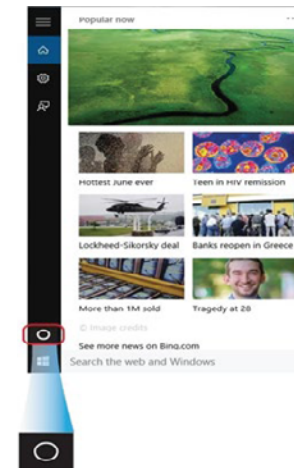 Popular now
Hottest June ever
Teen in HIV remission
Lockheed-Sikorsky deal
Banks reopen in Greece
More than 1M sold
Tragedy at 28
© Image credits
See more news on Bing.com
Search the web and Windows